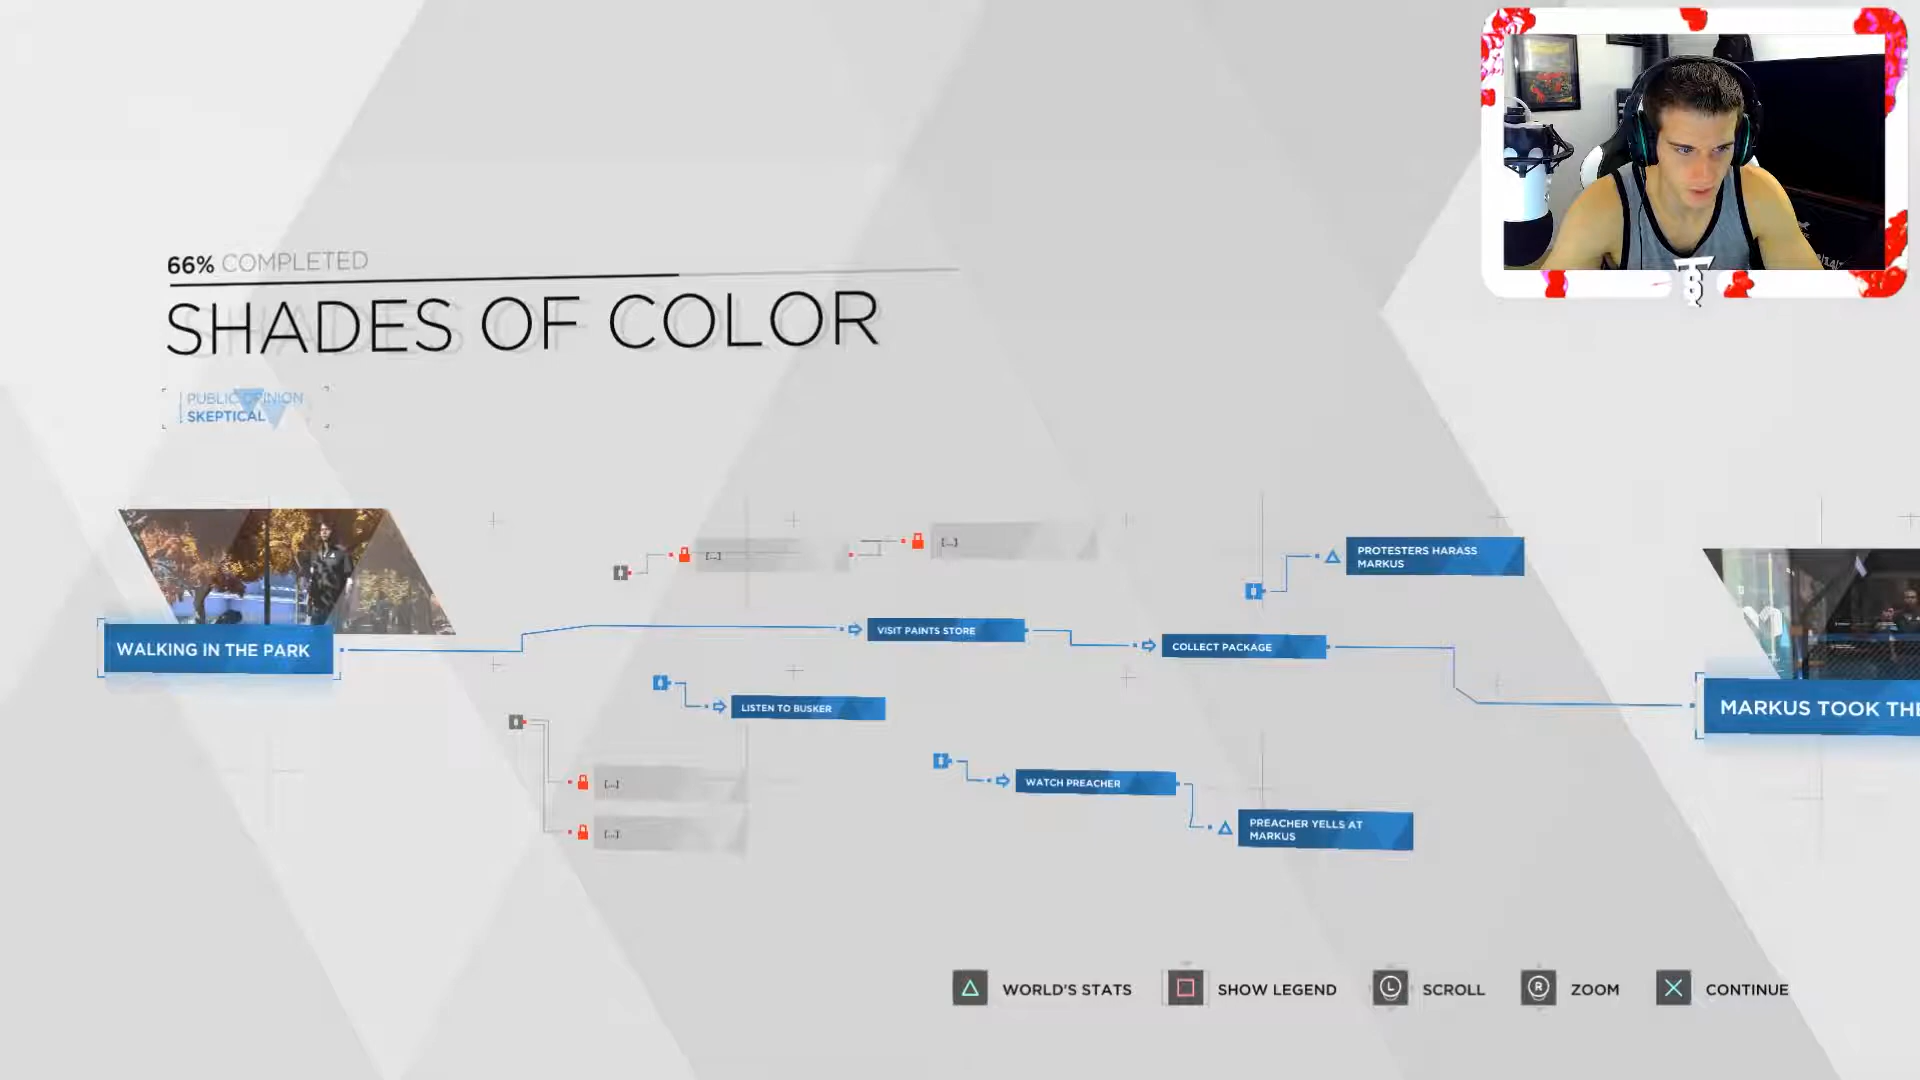 66% COMPLETED
SHADES OF COLOR
PUBLIC OPINION
SKEPTICAL
[...]
[...]
PROTESTERS HARASS
MARKUS
VISIT PAINTS STORE
COLLECT PACKAGE
WALKING IN THE PARK
LISTEN TO BUSKER
MARKUS TOOK THE
[...]
WATCH PREACHER
[...]
PREACHER YELLS AT
MARKUS
WORLD'S STATS
SHOW LEGEND
L SCROLL
R ZOOM
CONTINUE